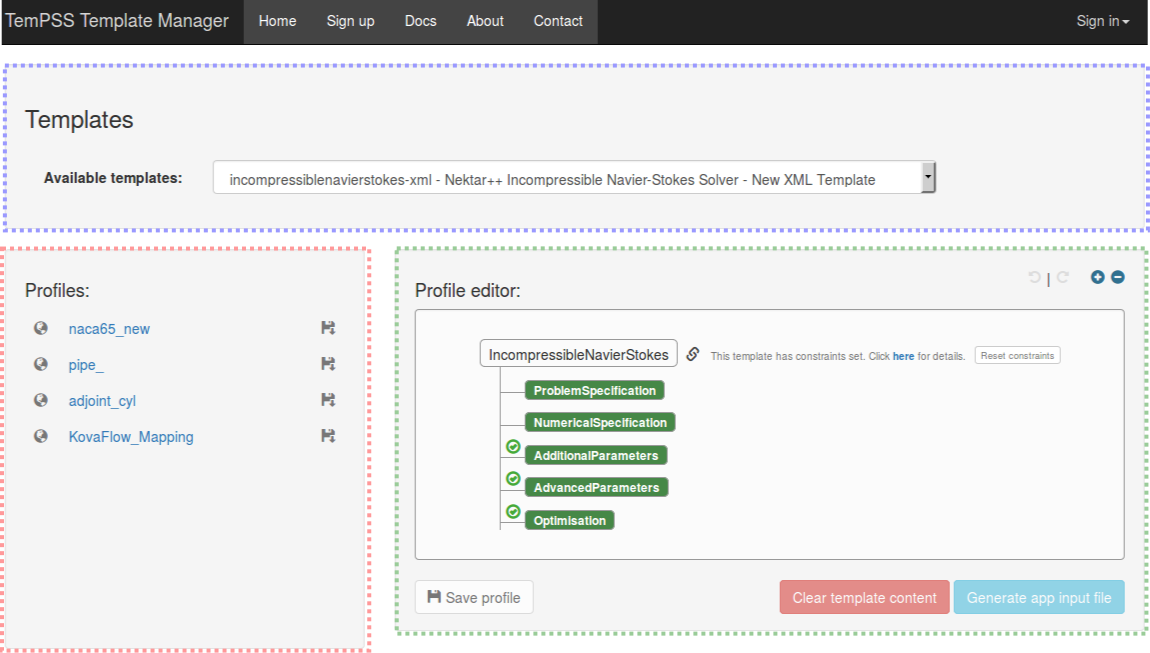 TemPSS Template Manager Home Sign up Docs About Contact Sign in
Templates
Available templates: incompressiblenavierstokes-xml - Nektar++ Incompressible Navier-Stokes Solver - New XML Template
Profiles:
naca65_new
pipe_
adjoint_cyl
KovaFlow_Mapping
Profile editor:
IncompressibleNavierStokes This template has constraints set. Click here for details. Reset constraints
ProblemSpecification
NumericalSpecification
AdditionalParameters
AdvancedParameters
Optimisation
Save profile Clear template content Generate app input file